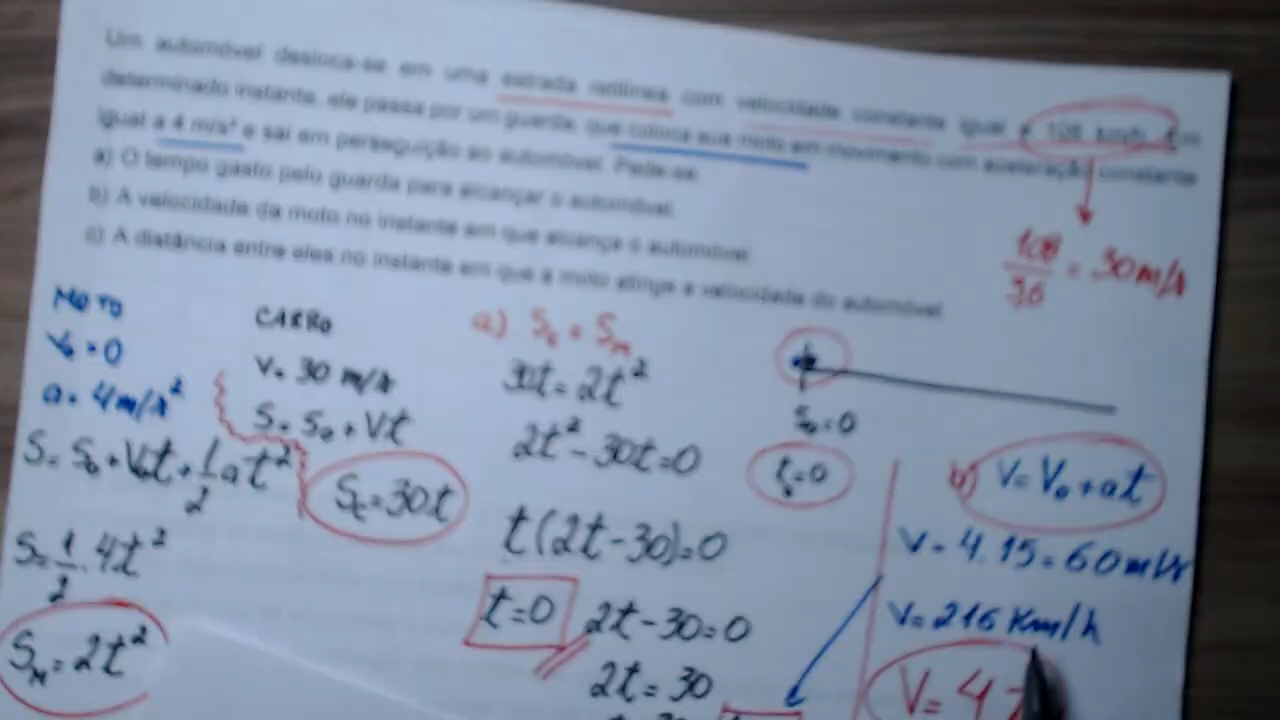 Um automóvel desloca-se em uma estrada retilínea com velocidade constante igual a 108 km/h. Em
determinado instante, ele passa por um guarda, que coloca sua moto em movimento com aceleração constante
igual a 4 m/s² e sai em perseguição ao automóvel. Pede-se:
a) O tempo gasto pelo guarda para alcançar o automóvel.
b) A velocidade da moto no instante em que alcança o automóvel.
c) A distância entre eles no instante em que a moto atinge a velocidade do automóvel.
108/3,6 = 30 m/s
MOTO
V₀ = 0
a = 4 m/s²
S = S₀ + V₀t + 1/2 at²
S = 1/2 . 4t²
Sₘ = 2t²
CARRO
V = 30 m/s
S = S₀ + Vt
S꜀ = 30t
a) S꜀ = Sₘ
30t = 2t²
2t² - 30t = 0
t(2t - 30) = 0
t = 0
2t - 30 = 0
2t = 30
S₀ = 0
t₀ = 0
b) V = V₀ + at
V = 4 . 15 = 60 m/s
V = 216 Km/h
V = 4